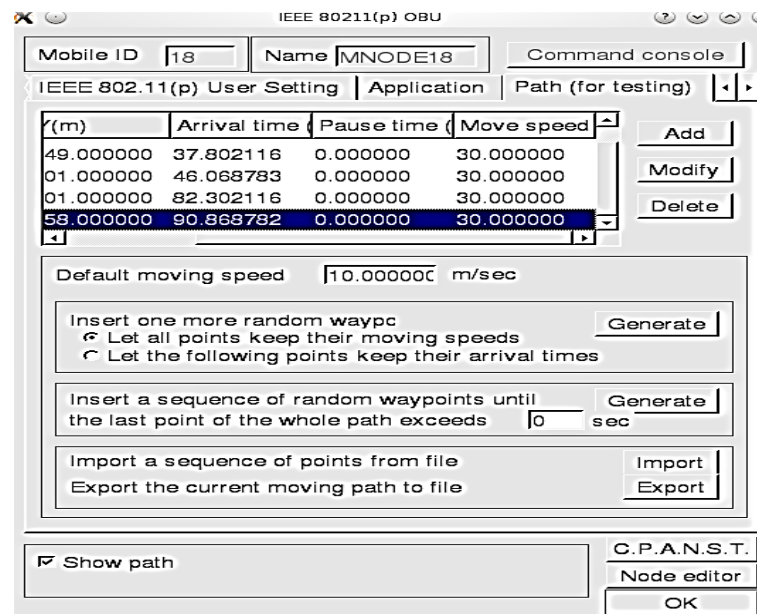 IEEE 80211(p) OBU
Mobile ID 18 Name MNODE18 Command console
IEEE 802.11(p) User Setting Application Path (for testing)
Y(m) Arrival time ( Pause time ( Move speed
49.000000 37.802116 0.000000 30.000000
01.000000 46.068783 0.000000 30.000000
01.000000 82.302116 0.000000 30.000000
58.000000 90.868782 0.000000 30.000000
Add
Modify
Delete
Default moving speed 10.000000 m/sec
Insert one more random waypo
Let all points keep their moving speeds
Let the following points keep their arrival times
Generate
Insert a sequence of random waypoints until
the last point of the whole path exceeds 0 sec
Generate
Import a sequence of points from file Import
Export the current moving path to file Export
Show path
C.P.A.N.S.T.
Node editor
OK